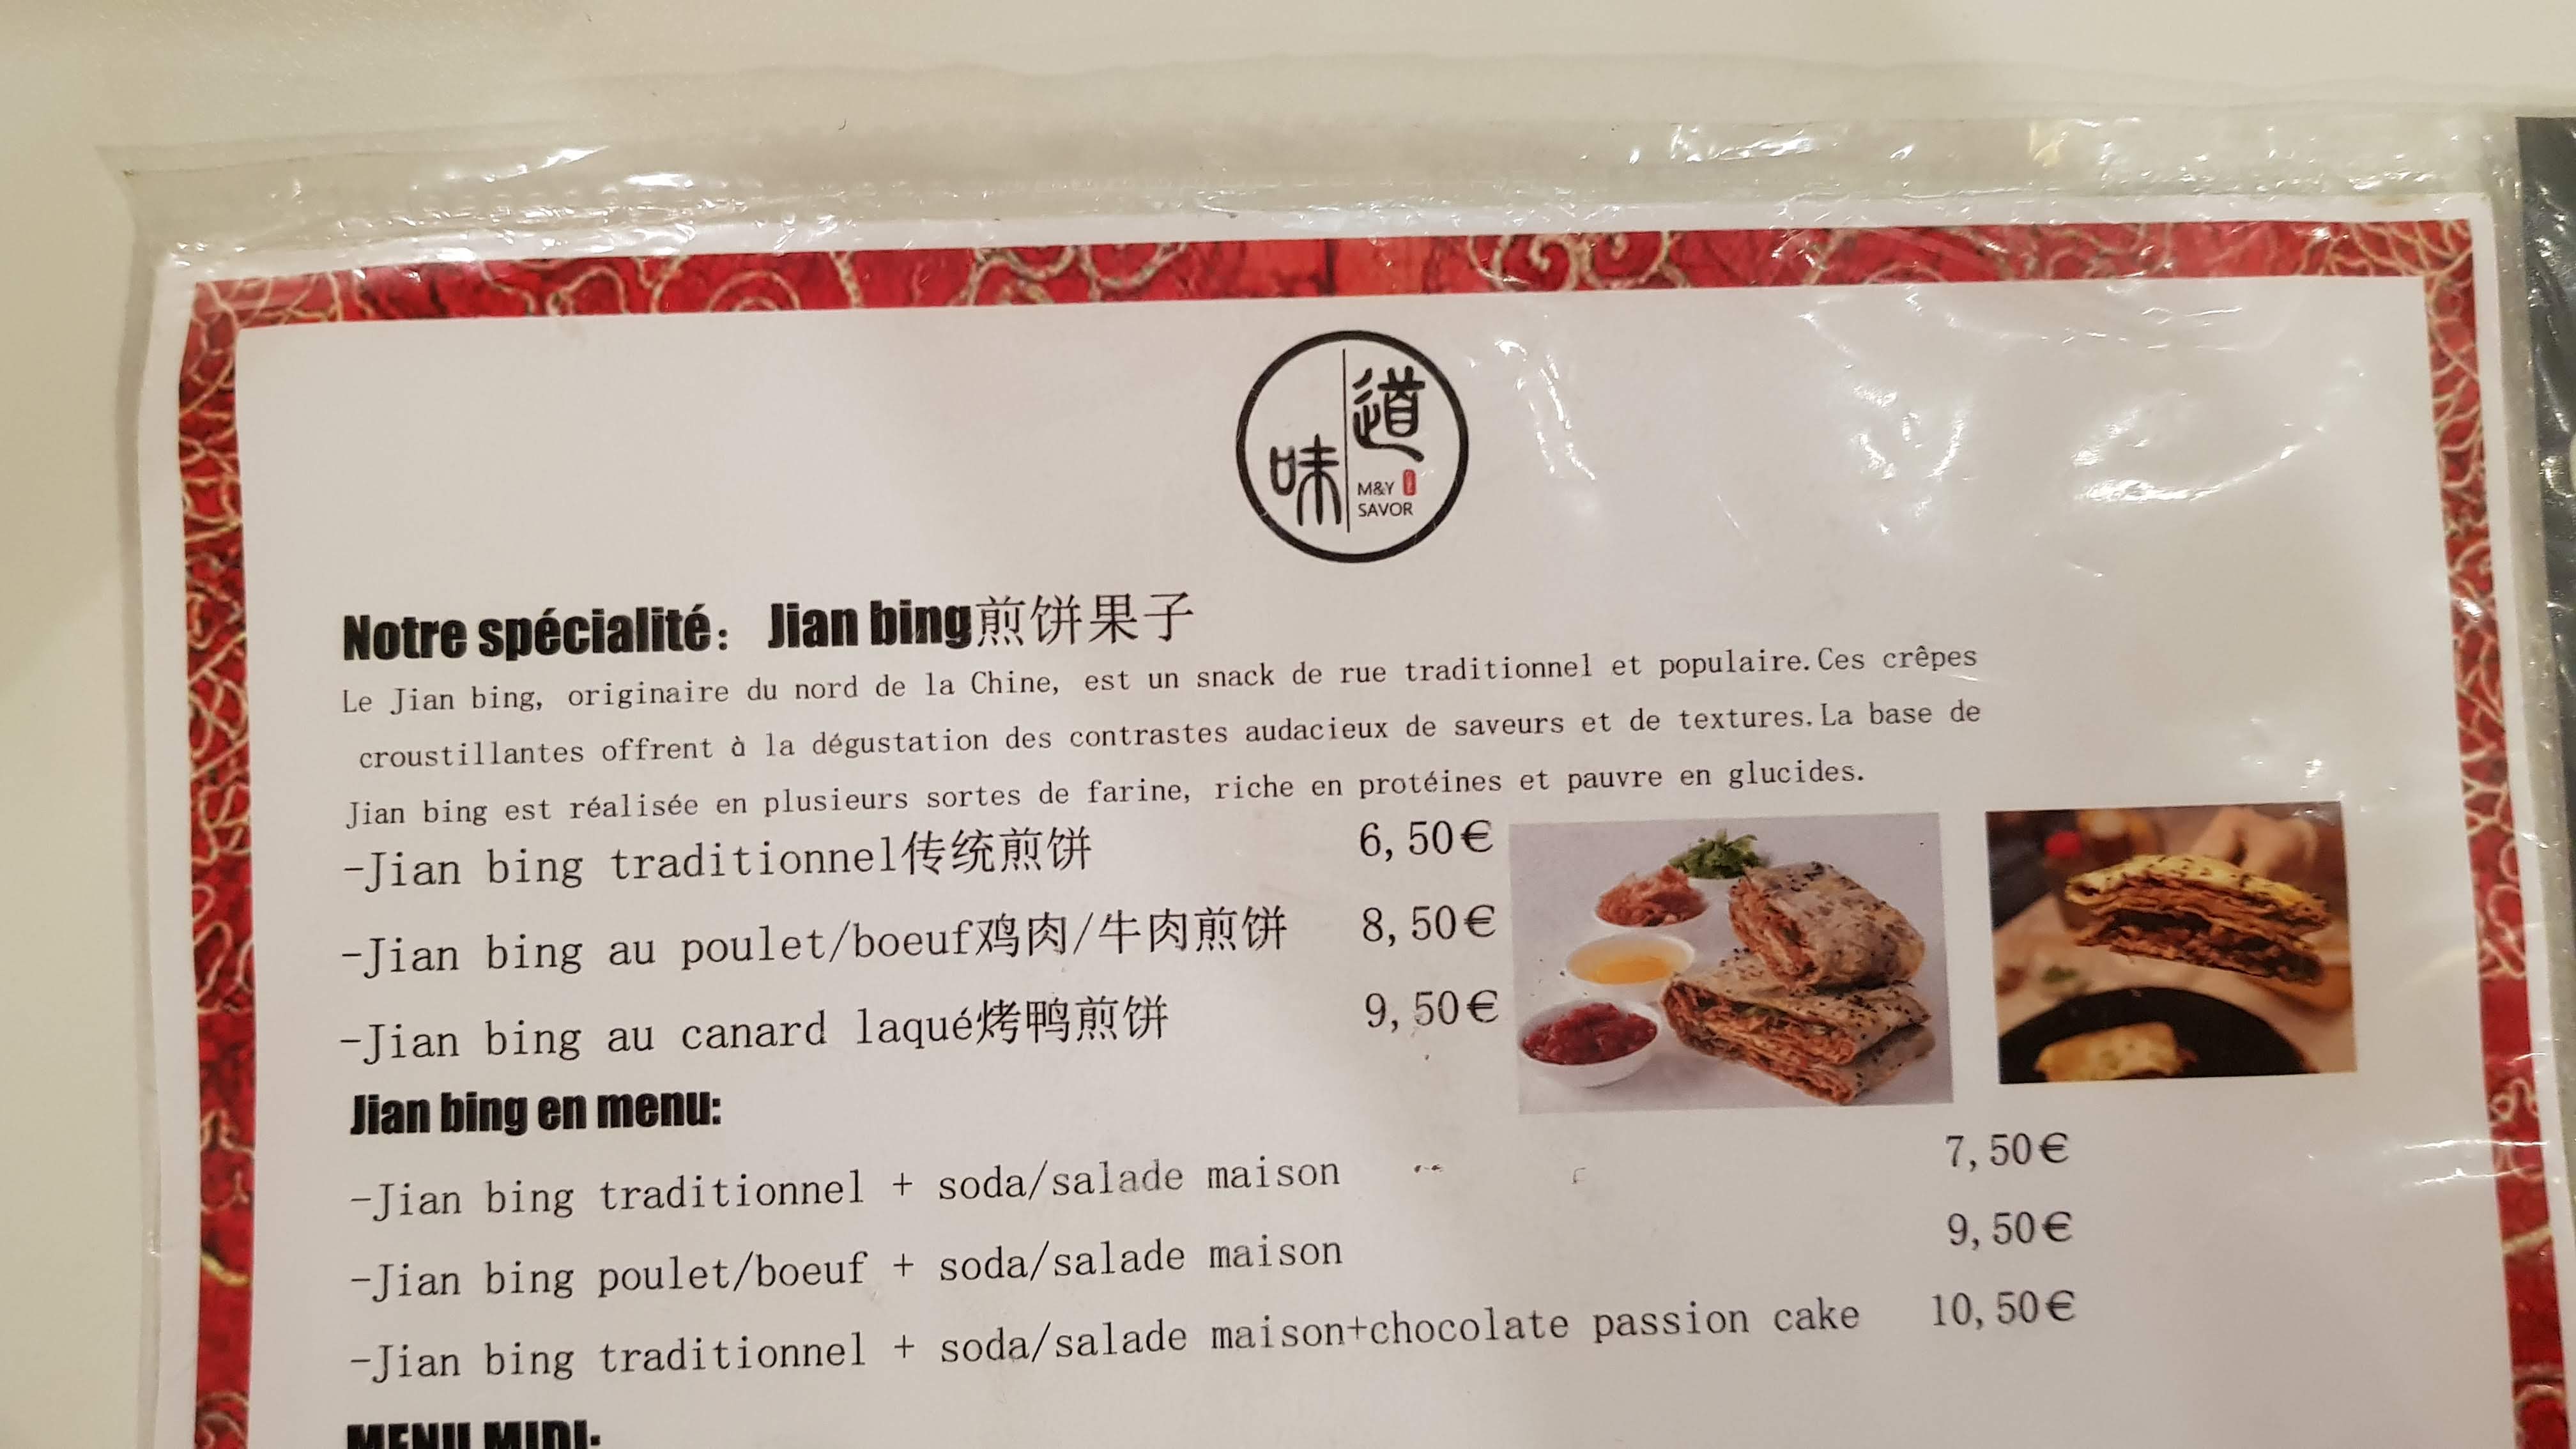 道
味
M&Y
SAVOR
Notre spécialité： Jian bing煎饼果子
Le Jian bing, originaire du nord de la Chine, est un snack de rue traditionnel et populaire.Ces crêpes
croustillantes offrent à la dégustation des contrastes audacieux de saveurs et de textures.La base de
Jian bing est réalisée en plusieurs sortes de farine, riche en protéines et pauvre en glucides.
-Jian bing traditionnel传统煎饼 6,50€
-Jian bing au poulet/boeuf鸡肉/牛肉煎饼 8,50€
-Jian bing au canard laqué烤鸭煎饼 9,50€
Jian bing en menu:
-Jian bing traditionnel + soda/salade maison 7,50€
-Jian bing poulet/boeuf + soda/salade maison 9,50€
-Jian bing traditionnel + soda/salade maison+chocolate passion cake 10,50€
MENU MIDI: